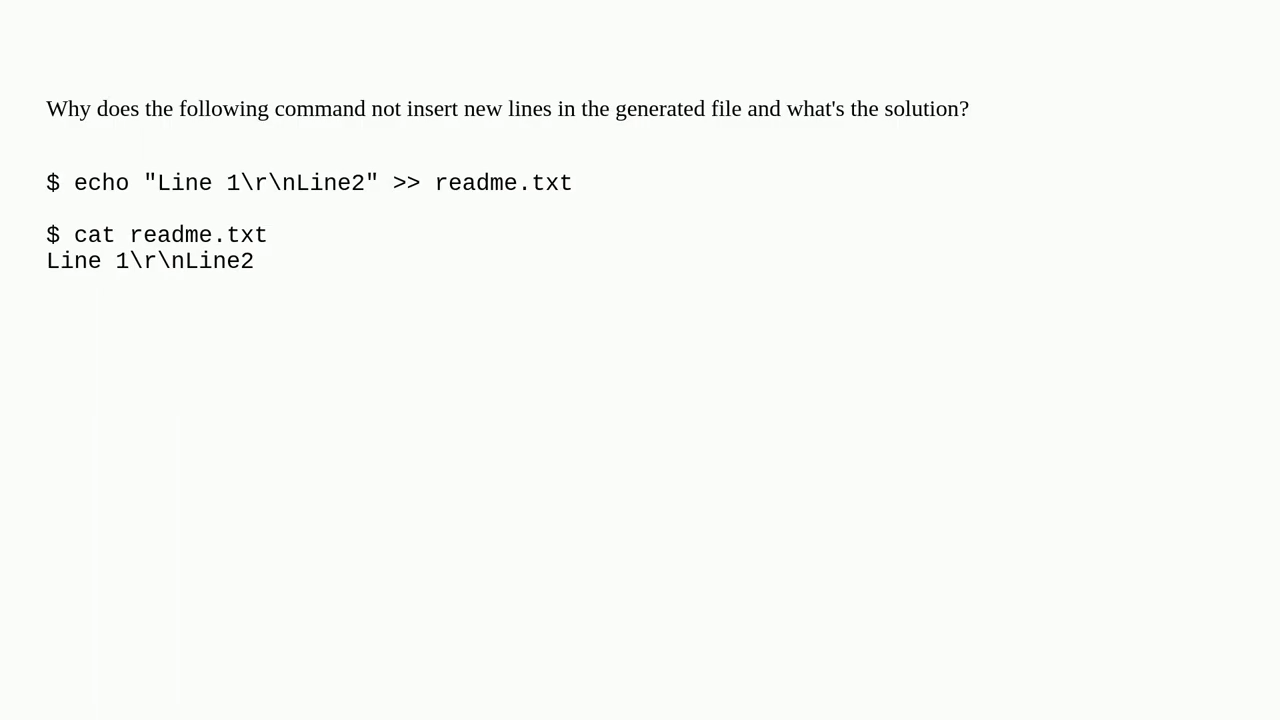 Why does the following command not insert new lines in the generated file and what's the solution?
$ echo "Line 1\r\nLine2" >> readme.txt
$ cat readme.txt
Line 1\r\nLine2